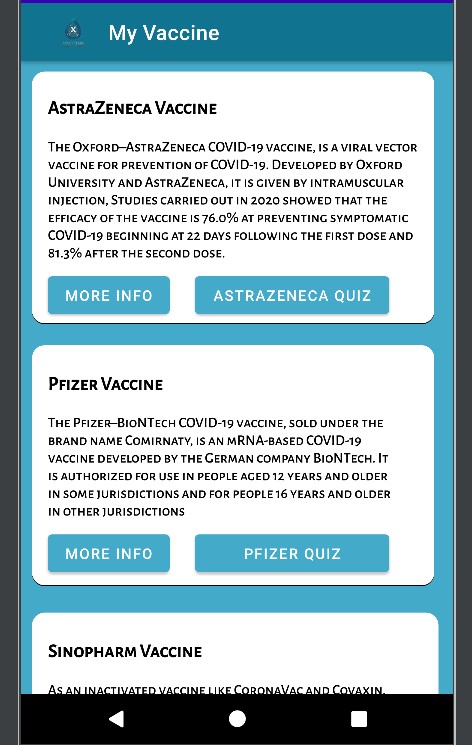 My Vaccine
AstraZeneca Vaccine
The Oxford–AstraZeneca COVID-19 vaccine, is a viral vector
vaccine for prevention of COVID-19. Developed by Oxford
University and AstraZeneca, it is given by intramuscular
injection, Studies carried out in 2020 showed that the
efficacy of the vaccine is 76.0% at preventing symptomatic
COVID-19 beginning at 22 days following the first dose and
81.3% after the second dose.
MORE INFO ASTRAZENECA QUIZ
Pfizer Vaccine
The Pfizer–BioNTech COVID-19 vaccine, sold under the
brand name Comirnaty, is an mRNA-based COVID-19
vaccine developed by the German company BioNTech. It
is authorized for use in people aged 12 years and older
in some jurisdictions and for people 16 years and older
in other jurisdictions
MORE INFO PFIZER QUIZ
Sinopharm Vaccine
As an inactivated vaccine like CoronaVac and Covaxin,